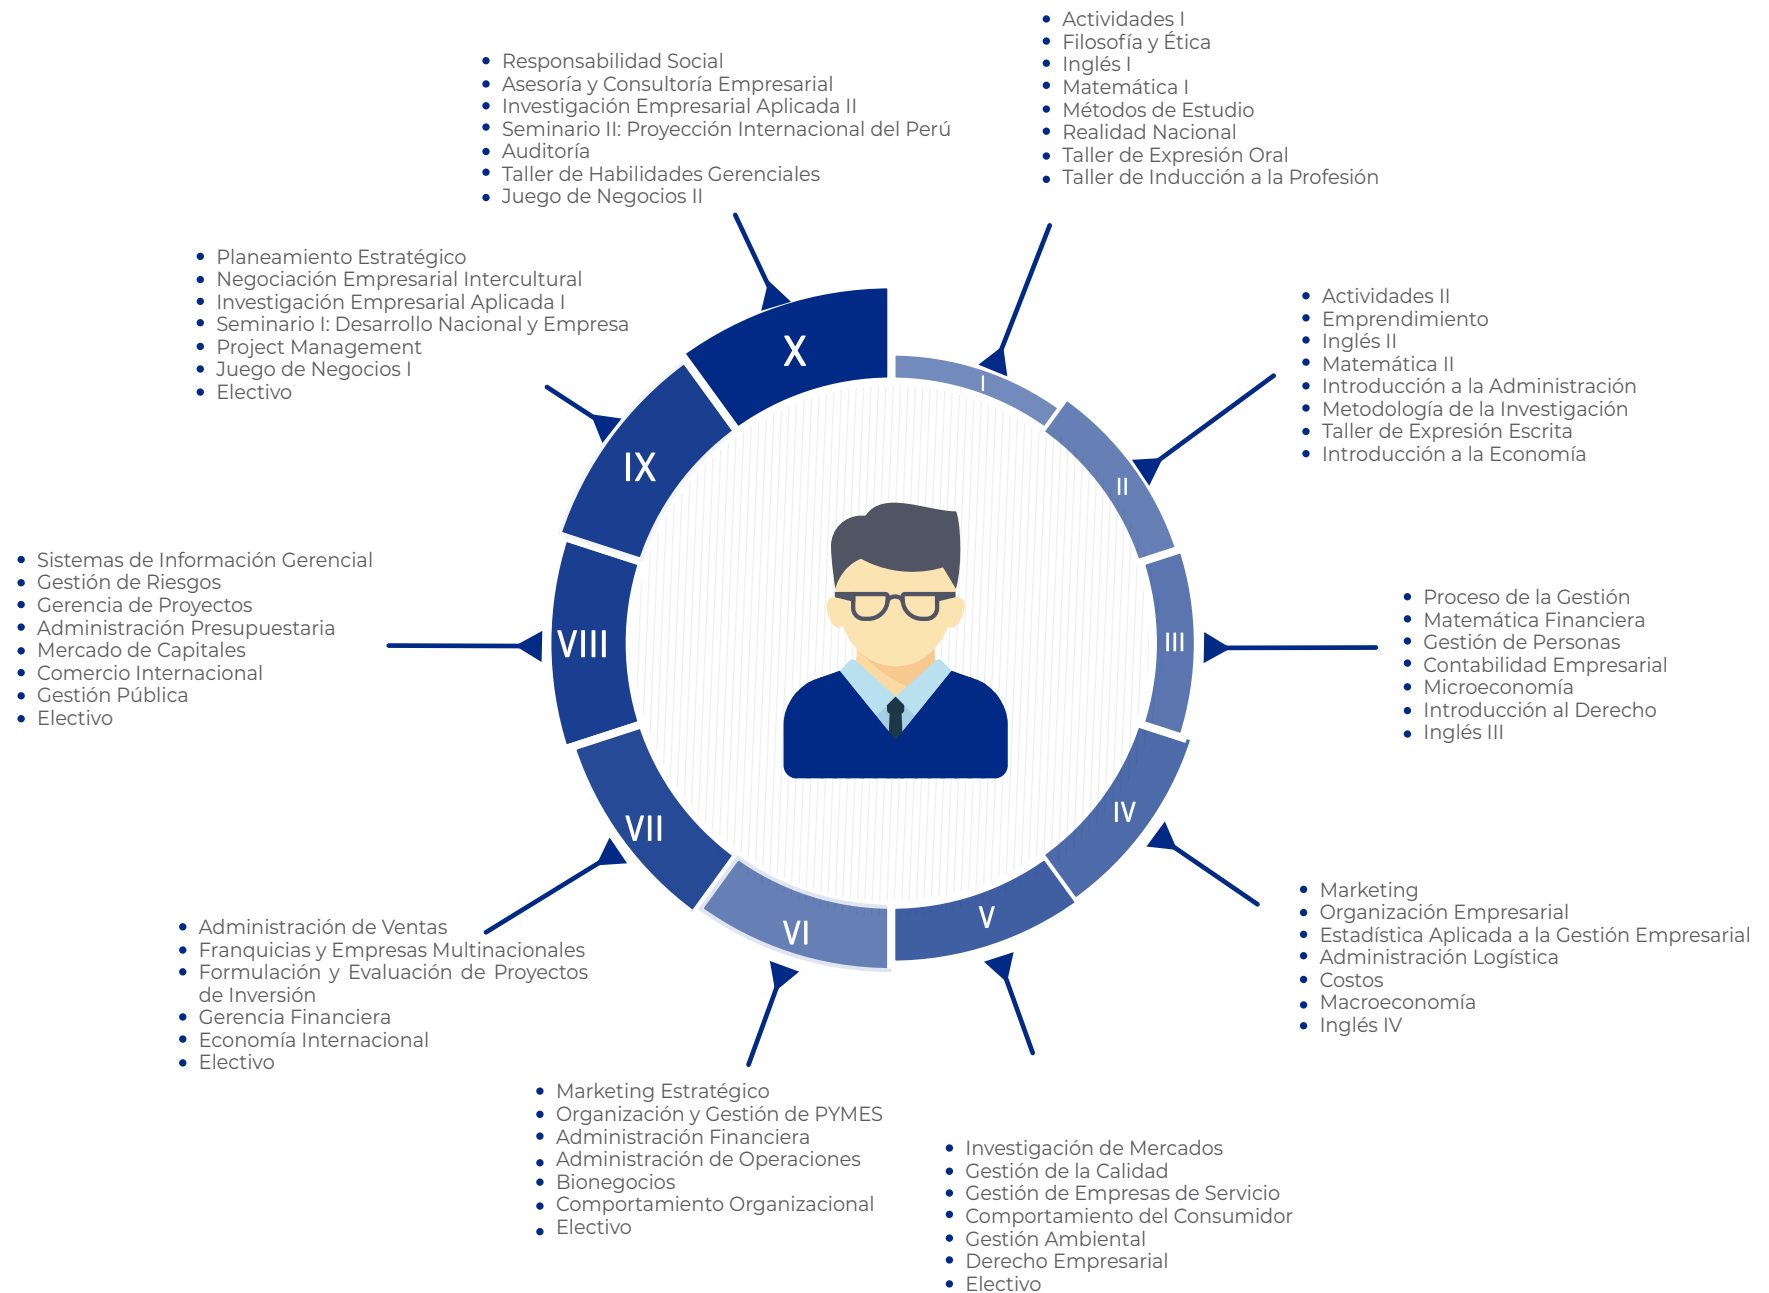 Actividades I
Filosofía y Ética
Inglés I
Matemática I
Métodos de Estudio
Realidad Nacional
Taller de Expresión Oral
Taller de Inducción a la Profesión
I
Actividades II
Emprendimiento
Inglés II
Matemática II
Introducción a la Administración
Metodología de la Investigación
Taller de Expresión Escrita
Introducción a la Economía
II
Proceso de la Gestión
Matemática Financiera
Gestión de Personas
Contabilidad Empresarial
Microeconomía
Introducción al Derecho
Inglés III
III
Marketing
Organización Empresarial
Estadística Aplicada a la Gestión Empresarial
Administración Logística
Costos
Macroeconomía
Inglés IV
IV
Investigación de Mercados
Gestión de la Calidad
Gestión de Empresas de Servicio
Comportamiento del Consumidor
Gestión Ambiental
Derecho Empresarial
Electivo
V
Marketing Estratégico
Organización y Gestión de PYMES
Administración Financiera
Administración de Operaciones
Bionegocios
Comportamiento Organizacional
Electivo
VI
Administración de Ventas
Franquicias y Empresas Multinacionales
Formulación y Evaluación de Proyectos
de Inversión
Gerencia Financiera
Economía Internacional
Electivo
VII
Sistemas de Información Gerencial
Gestión de Riesgos
Gerencia de Proyectos
Administración Presupuestaria
Mercado de Capitales
Comercio Internacional
Gestión Pública
Electivo
VIII
Planeamiento Estratégico
Negociación Empresarial Intercultural
Investigación Empresarial Aplicada I
Seminario I: Desarrollo Nacional y Empresa
Project Management
Juego de Negocios I
Electivo
IX
Responsabilidad Social
Asesoría y Consultoría Empresarial
Investigación Empresarial Aplicada II
Seminario II: Proyección Internacional del Perú
Auditoría
Taller de Habilidades Gerenciales
Juego de Negocios II
X